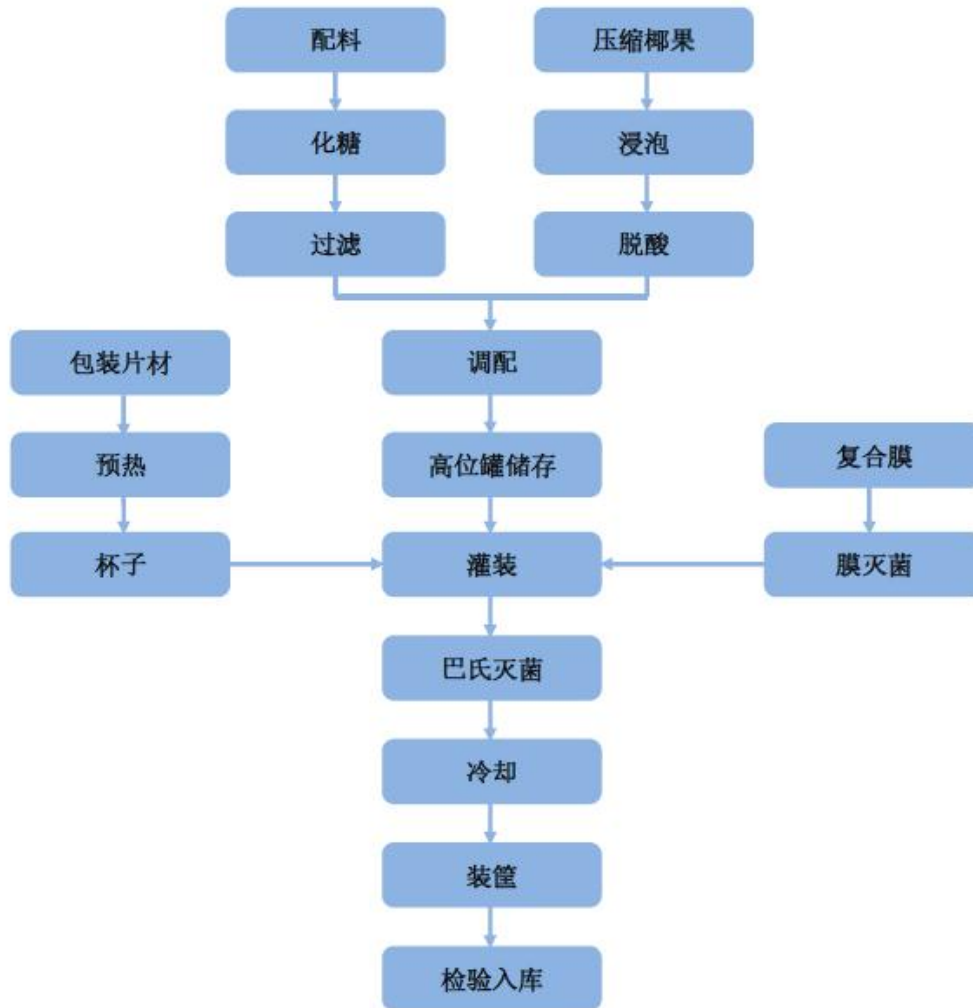 配料
压缩椰果
化糖
浸泡
过滤
脱酸
包装片材
调配
预热
高位罐储存
复合膜
杯子
灌装
膜灭菌
巴氏灭菌
冷却
装筐
检验入库